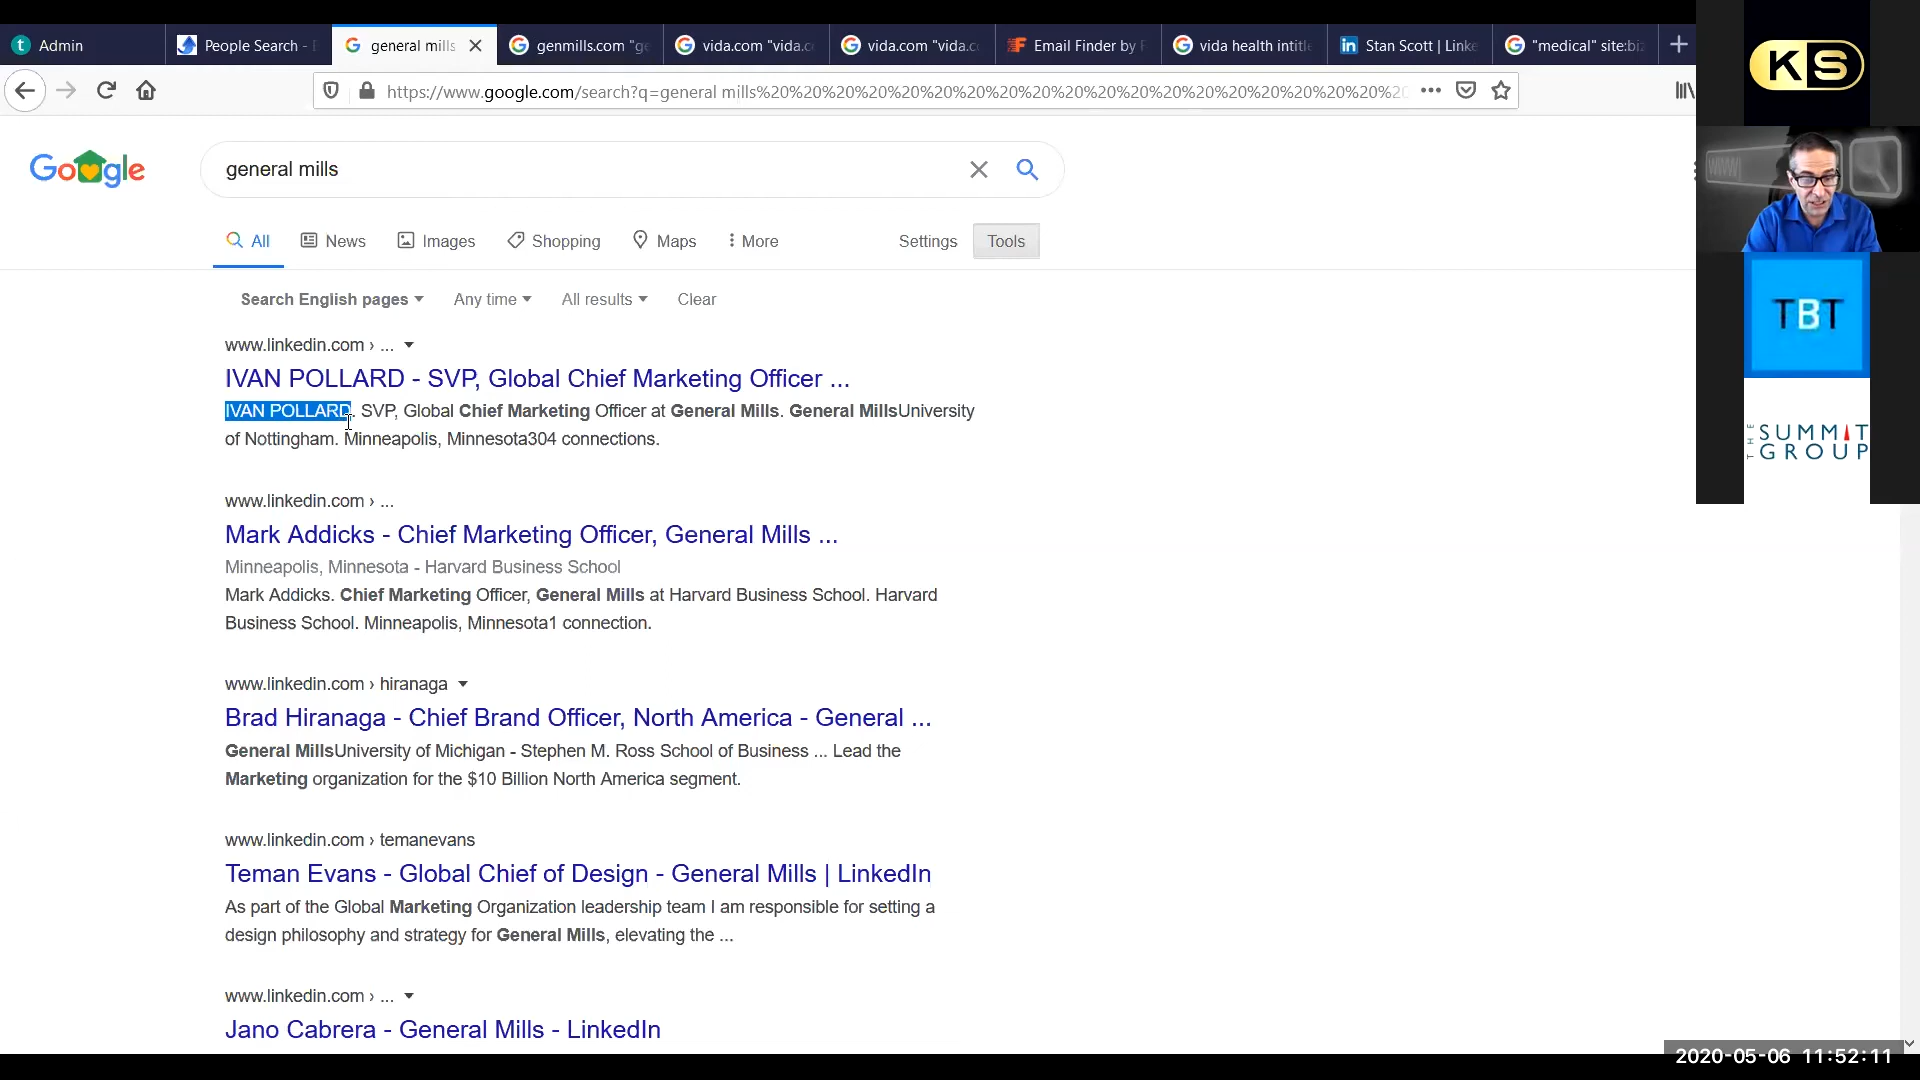 Admin
People Search -
general mills
genmills.com "ge
vida.com "vida.c
vida.com "vida.c
Email Finder by
vida health intitl
Stan Scott | Linke
"medical" site:biz
https://www.google.com/search?q=general mills%20%20%20%20%20%20%20%20%20%20%20%20%20%20%20%20%20%20%20%20%20%20%20%20%2
Google
general mills
All
News
Images
Shopping
Maps
More
Settings
Tools
Search English pages
Any time
All results
Clear
www.linkedin.com › ...
IVAN POLLARD - SVP, Global Chief Marketing Officer ...
IVAN POLLARD. SVP, Global Chief Marketing Officer at General Mills. General MillsUniversity
of Nottingham. Minneapolis, Minnesota304 connections.
www.linkedin.com › ...
Mark Addicks - Chief Marketing Officer, General Mills ...
Minneapolis, Minnesota - Harvard Business School
Mark Addicks. Chief Marketing Officer, General Mills at Harvard Business School. Harvard
Business School. Minneapolis, Minnesota1 connection.
www.linkedin.com › hiranaga
Brad Hiranaga - Chief Brand Officer, North America - General ...
General MillsUniversity of Michigan - Stephen M. Ross School of Business ... Lead the
Marketing organization for the $10 Billion North America segment.
www.linkedin.com › temanevans
Teman Evans - Global Chief of Design - General Mills | LinkedIn
As part of the Global Marketing Organization leadership team I am responsible for setting a
design philosophy and strategy for General Mills, elevating the ...
www.linkedin.com › ...
Jano Cabrera - General Mills - LinkedIn
KS
www
TBT
THE SUMMIT
GROUP
2020-05-06 11:52:11